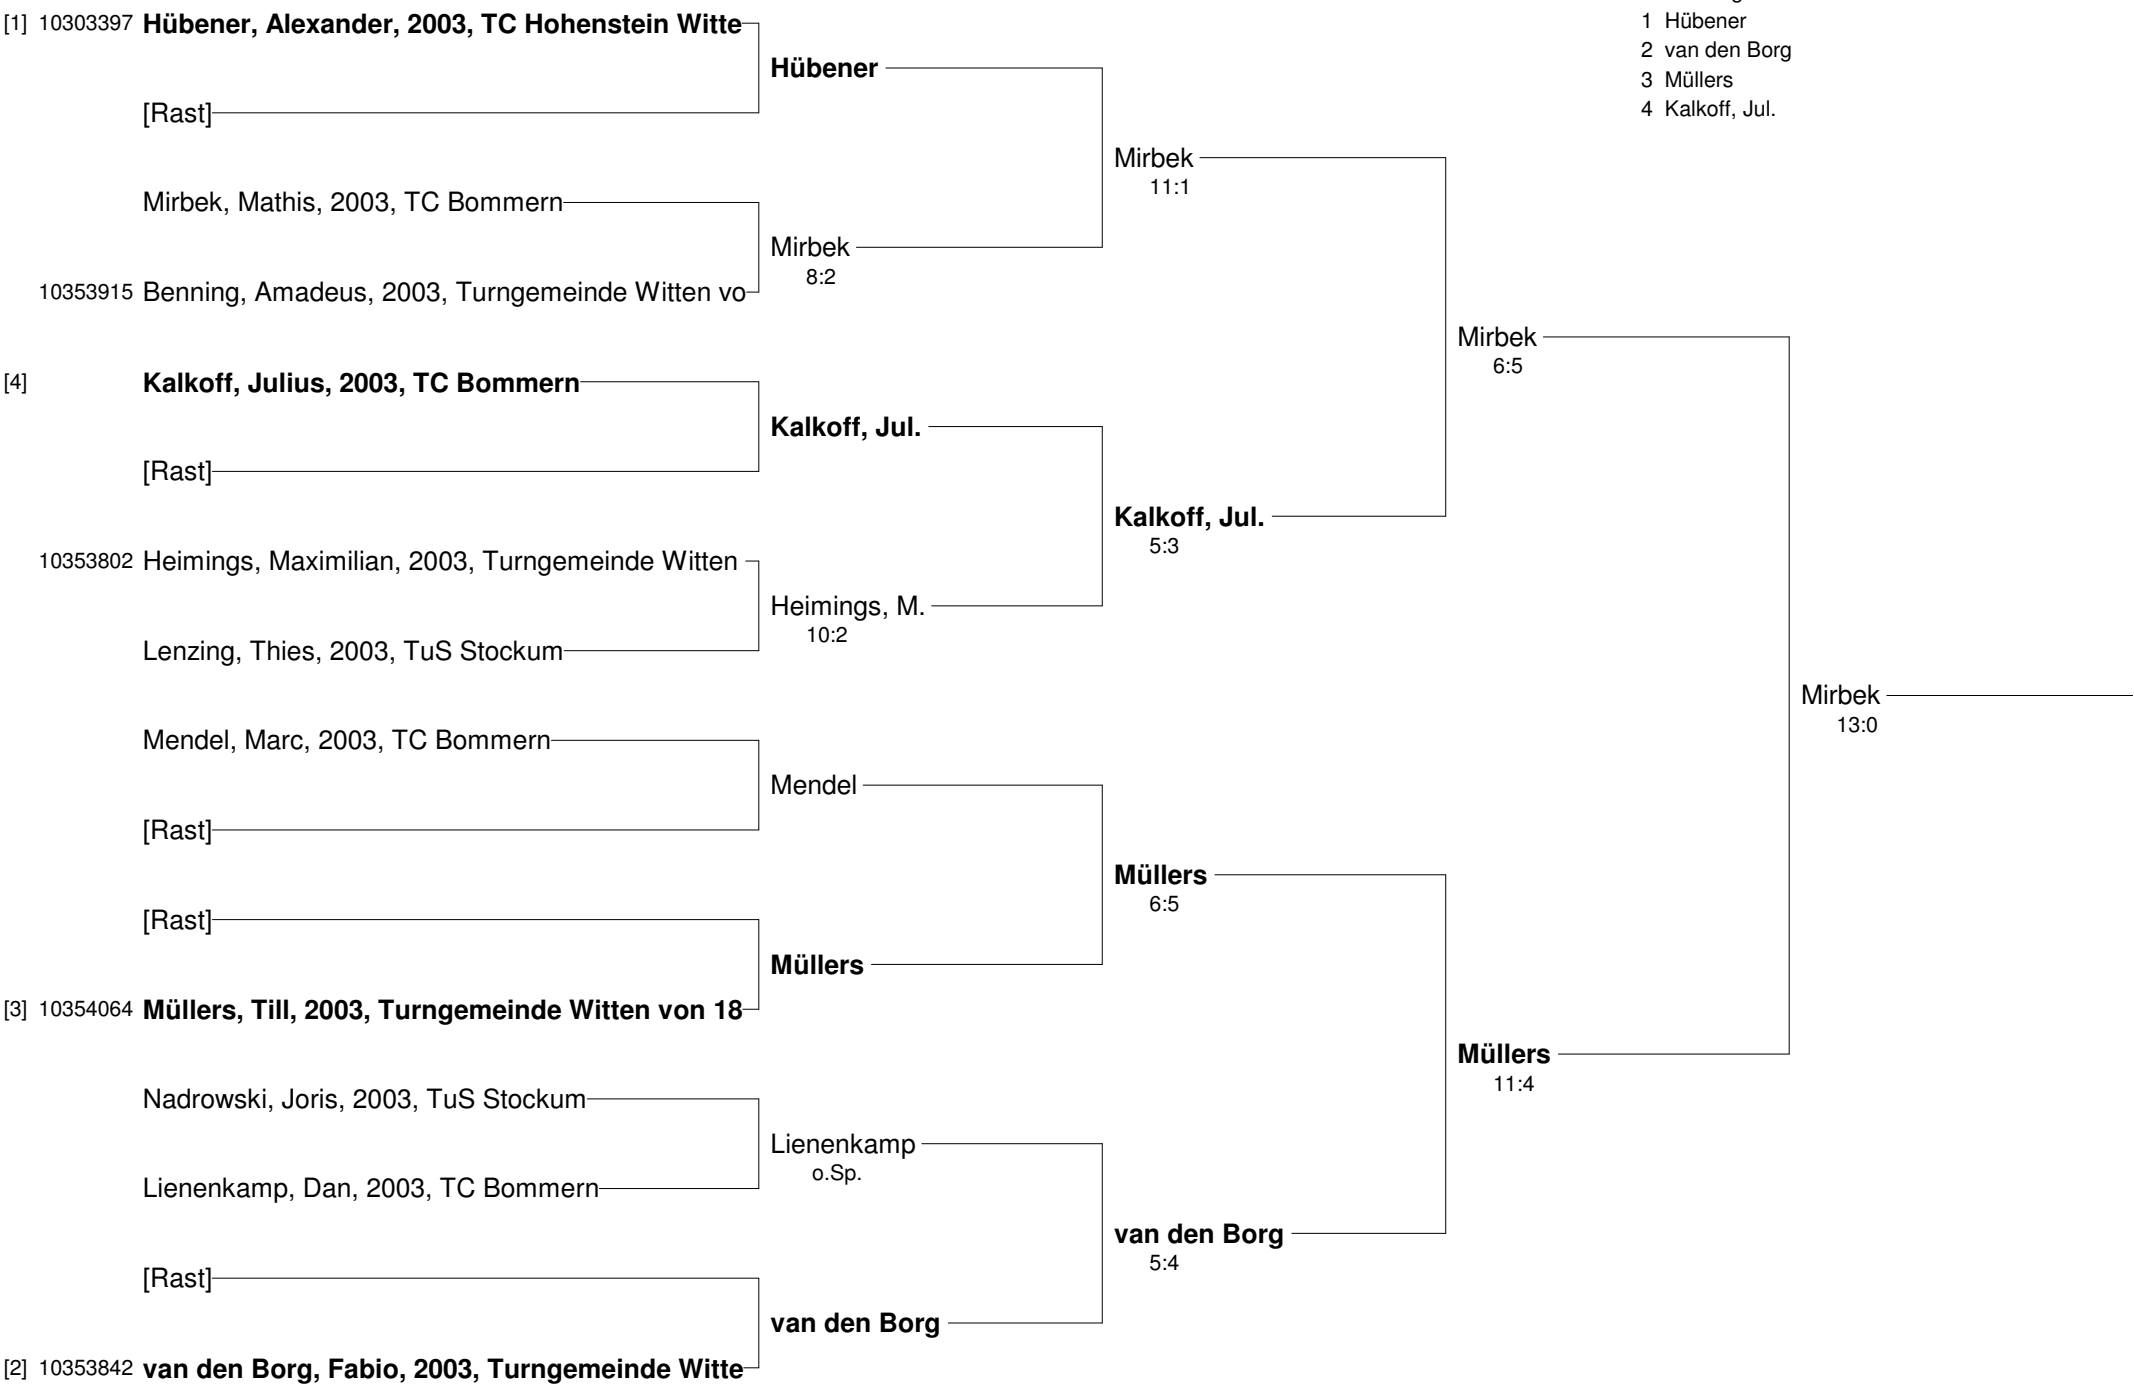 [1] 10303397 Hübener, Alexander, 2003, TC Hohenstein Witte
1 Hübener
2 van den Borg
3 Müllers
4 Kalkoff, Jul.
Hübener
[Rast]
Mirbek
11:1
Mirbek, Mathis, 2003, TC Bommern
Mirbek
8:2
10353915 Benning, Amadeus, 2003, Turngemeinde Witten vo
Mirbek
6:5
[4] Kalkoff, Julius, 2003, TC Bommern
Kalkoff, Jul.
[Rast]
Kalkoff, Jul.
5:3
10353802 Heimings, Maximilian, 2003, Turngemeinde Witten
Heimings, M.
10:2
Lenzing, Thies, 2003, TuS Stockum
Mirbek
13:0
Mendel, Marc, 2003, TC Bommern
Mendel
[Rast]
Müllers
6:5
[Rast]
Müllers
[3] 10354064 Müllers, Till, 2003, Turngemeinde Witten von 18
Müllers
11:4
Nadrowski, Joris, 2003, TuS Stockum
Lienenkamp
o.Sp.
Lienenkamp, Dan, 2003, TC Bommern
van den Borg
5:4
[Rast]
van den Borg
[2] 10353842 van den Borg, Fabio, 2003, Turngemeinde Witte